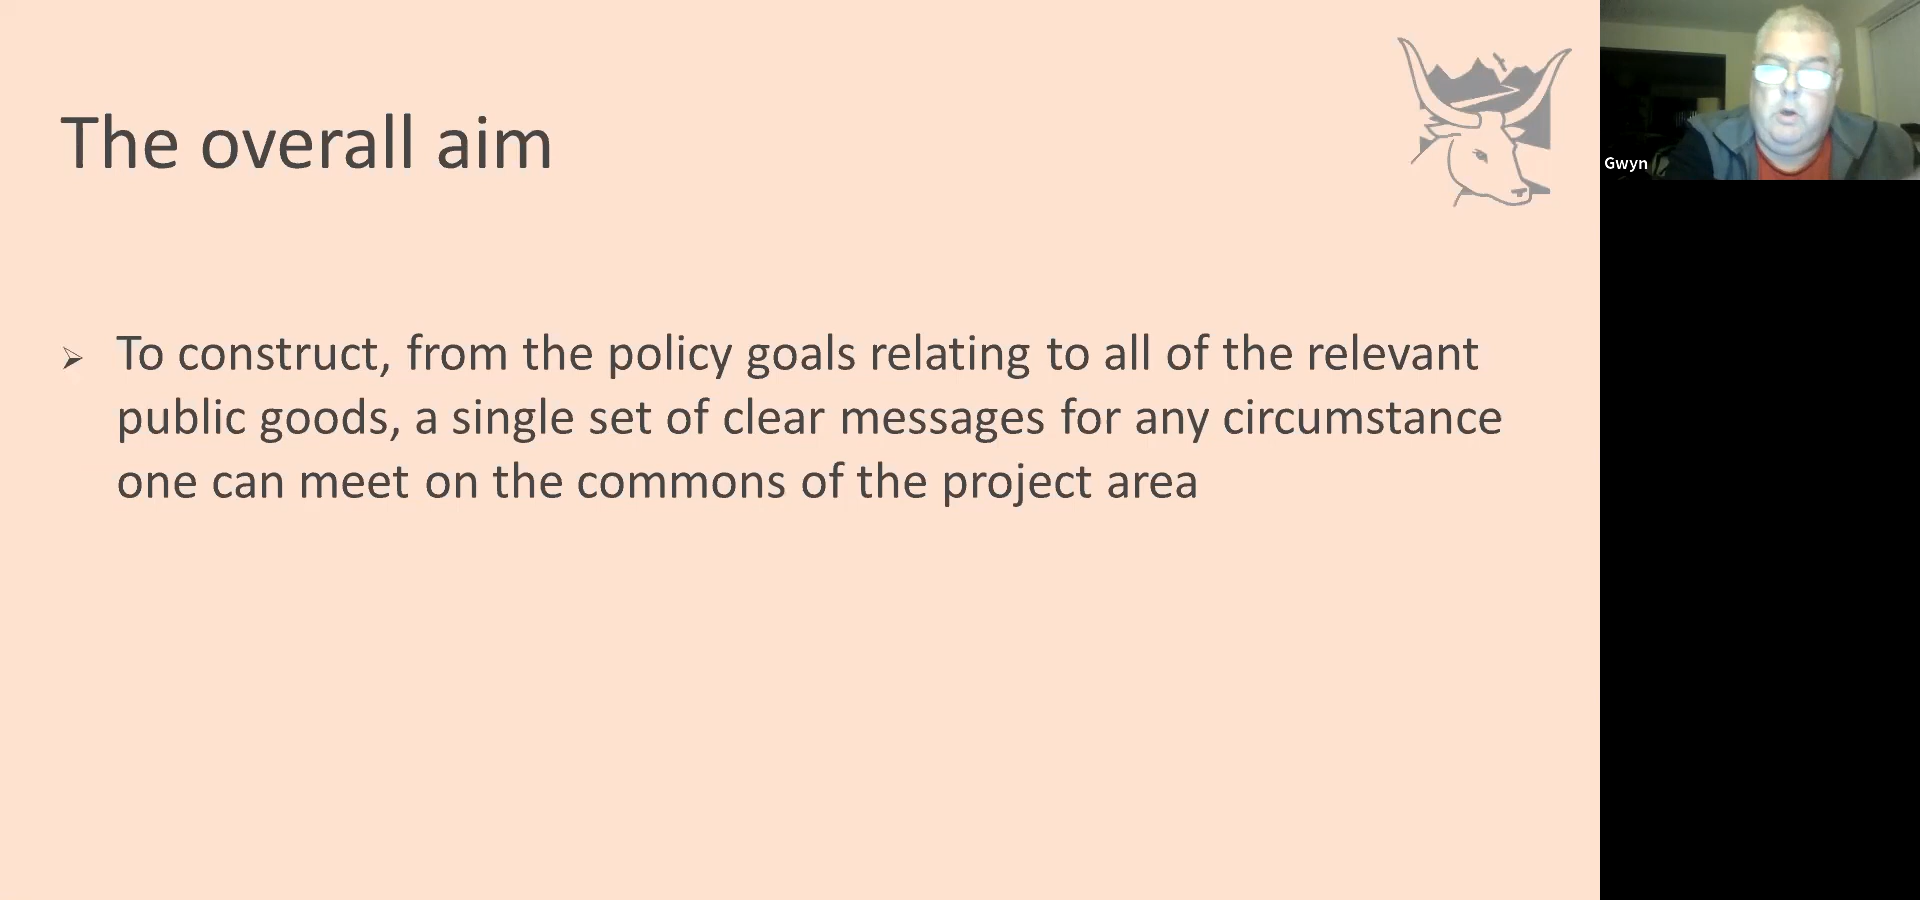 The overall aim
To construct, from the policy goals relating to all of the relevant
public goods, a single set of clear messages for any circumstance
one can meet on the commons of the project area
Gwyn